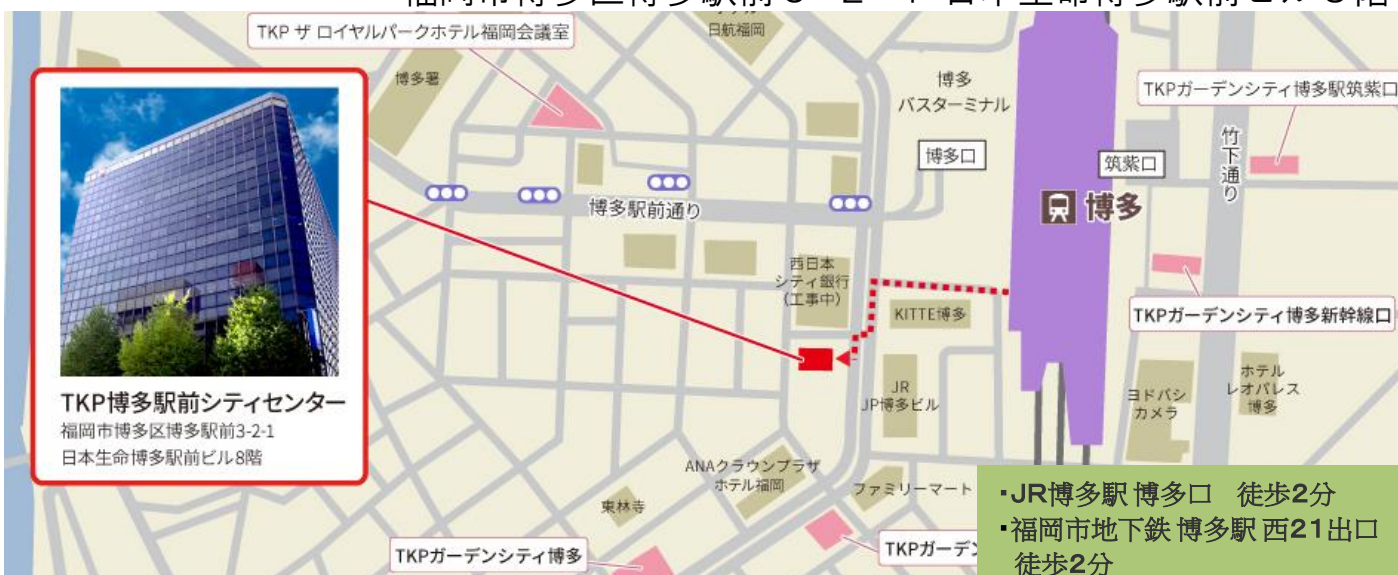 TKP ザ ロイヤルパークホテル福岡会議室
日航福岡
博多署
博多
バスターミナル
TKPガーデンシティ博多駅筑紫口
博多口
筑紫口
竹下通り
博多駅前通り
博多
西日本
シティ銀行
(工事中)
KITTE博多
TKPガーデンシティ博多新幹線口
JR
JP博多ビル
ヨドバシ
カメラ
ホテル
レオパレス
博多
TKP博多駅前シティセンター
福岡市博多区博多駅前3-2-1
日本生命博多駅前ビル8階
ANAクラウンプラザ
ホテル福岡
ファミリーマート
東林寺
TKPガーデンシティ博多
TKPガーデン
・JR博多駅 博多口 徒歩2分
・福岡市地下鉄 博多駅 西21出口
徒歩2分